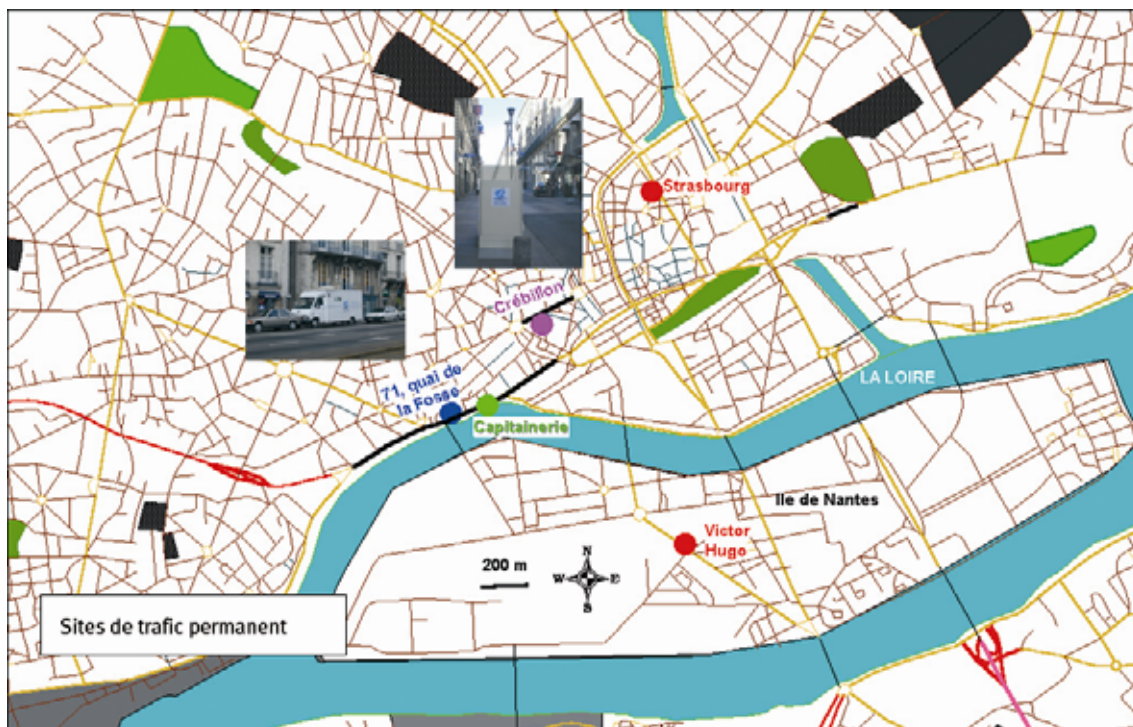 Strasbourg
Crébillon
71, quai de
la Fosse
Capitainerie
LA LOIRE
Ile de Nantes
Victor
Hugo
200 m
N
W E
S
Sites de trafic permanent